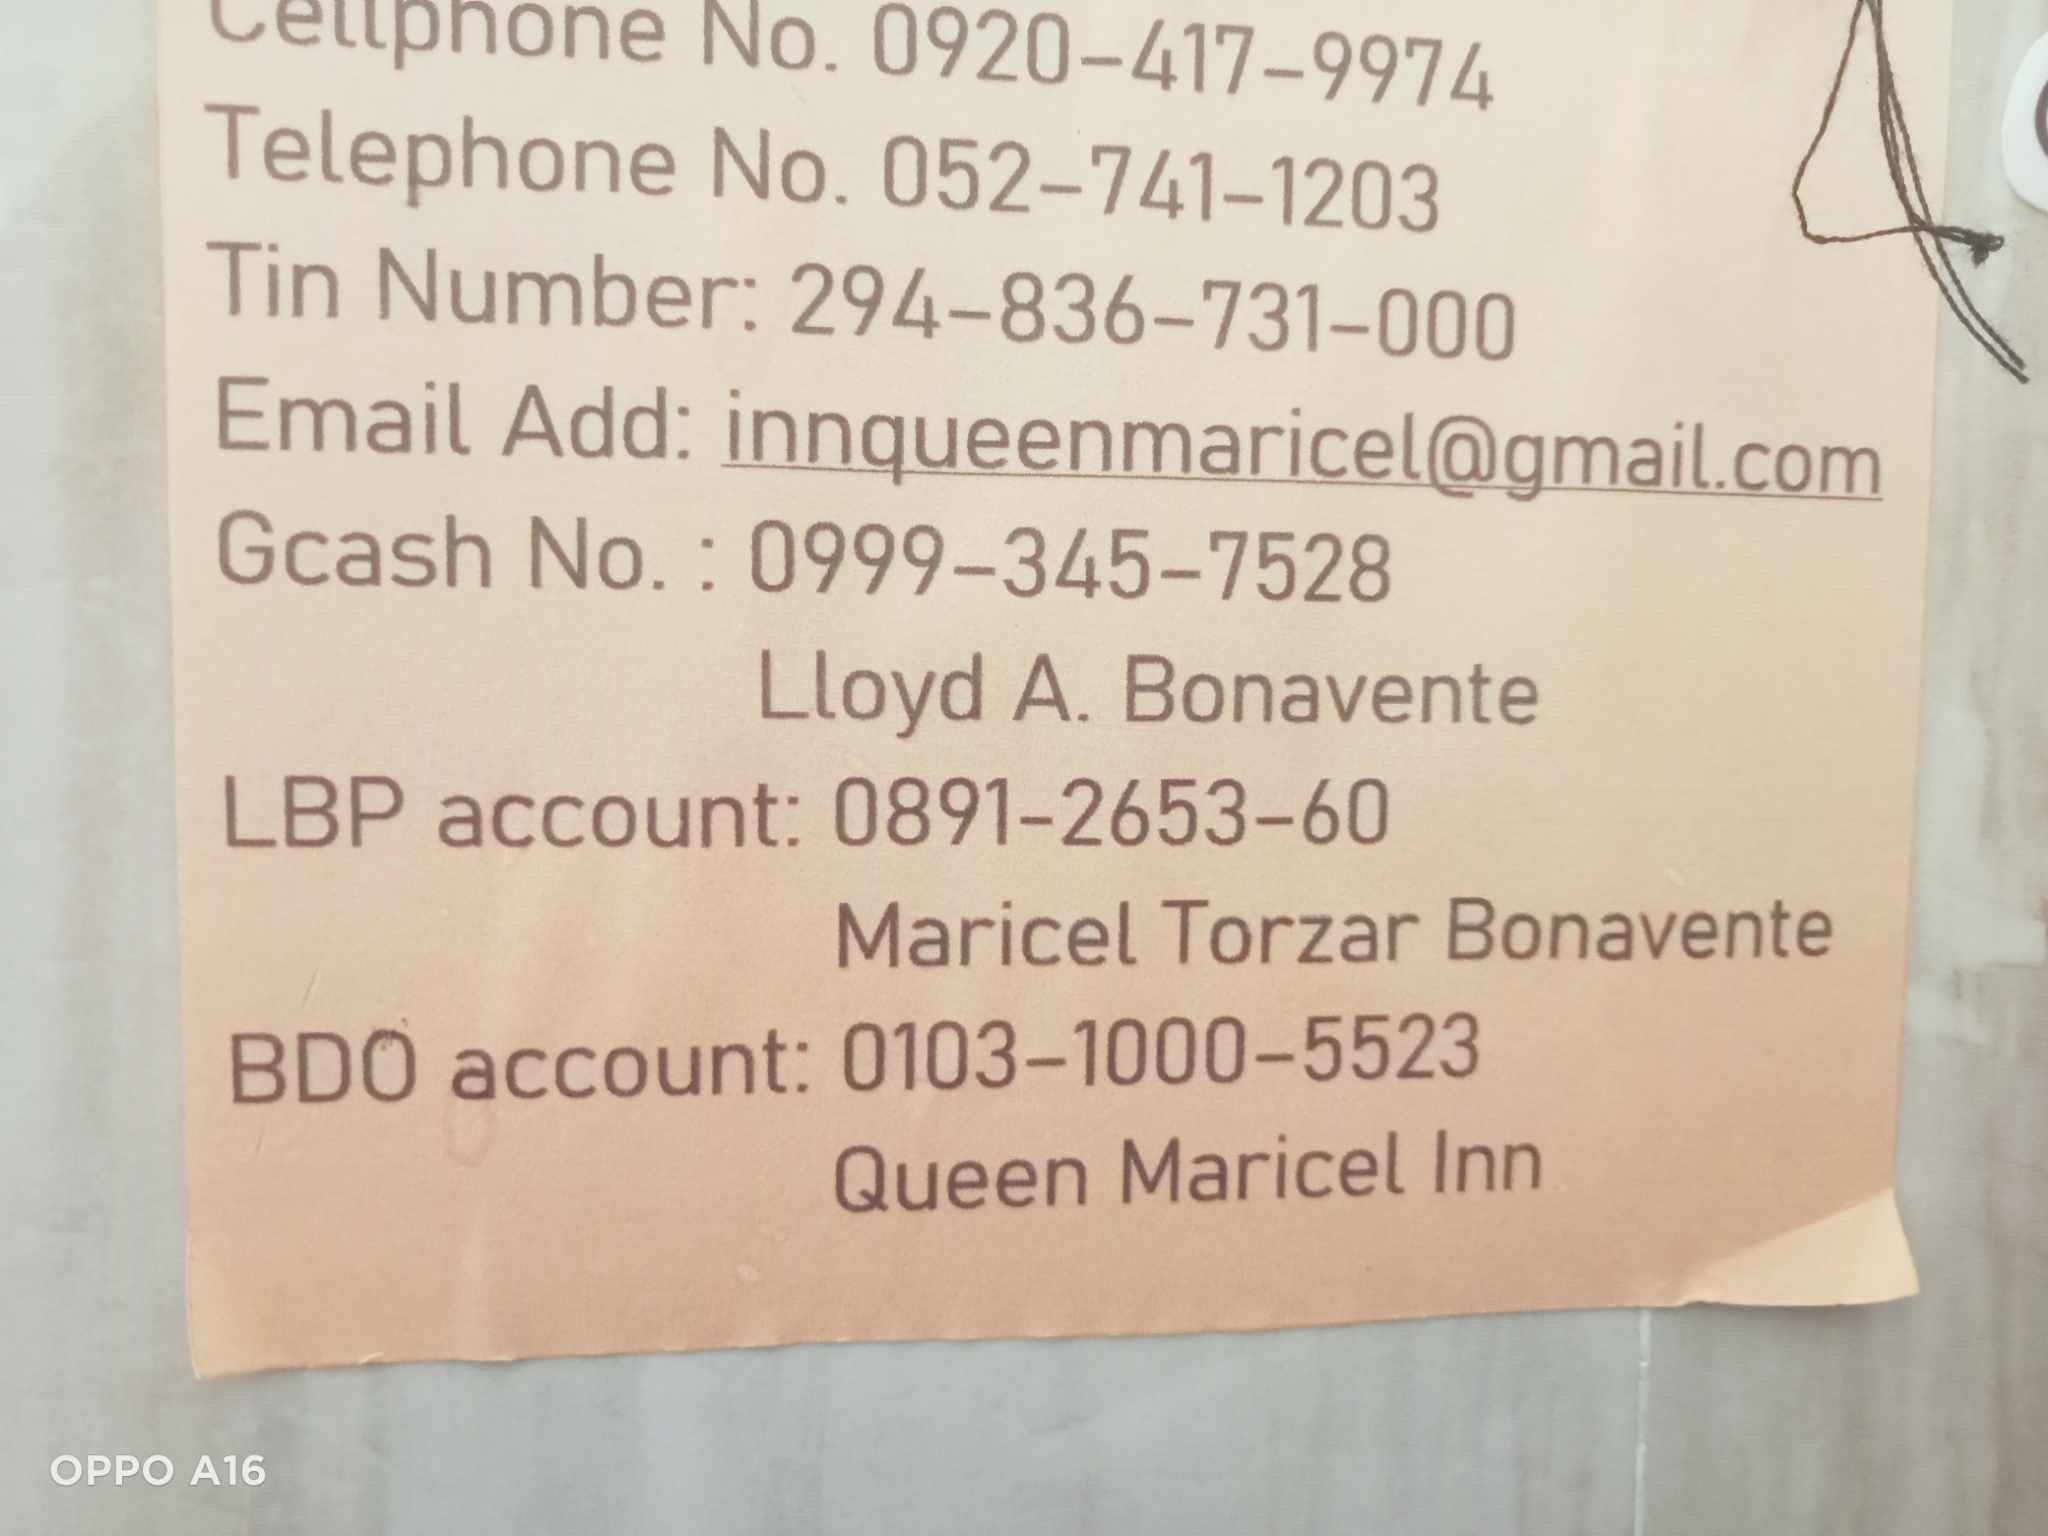 Cellphone No. 0920-417-9974
Telephone No. 052-741-1203
Tin Number: 294-836-731-000
Email Add: innqueenmaricel@gmail.com
Gcash No. : 0999-345-7528
Lloyd A. Bonavente
LBP account: 0891-2653-60
Maricel Torzar Bonavente
BDO account: 0103-1000-5523
Queen Maricel Inn
OPPO A16